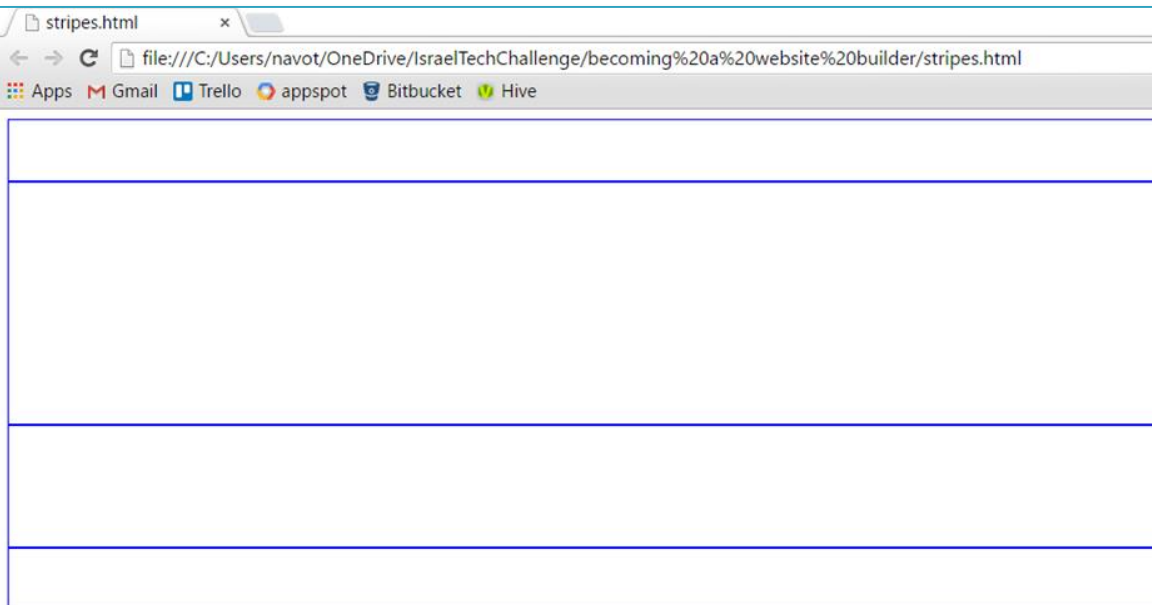 stripes.html
file:///C:/Users/navot/OneDrive/IsraelTechChallenge/becoming%20a%20website%20builder/stripes.html
Apps Gmail Trello appspot Bitbucket Hive